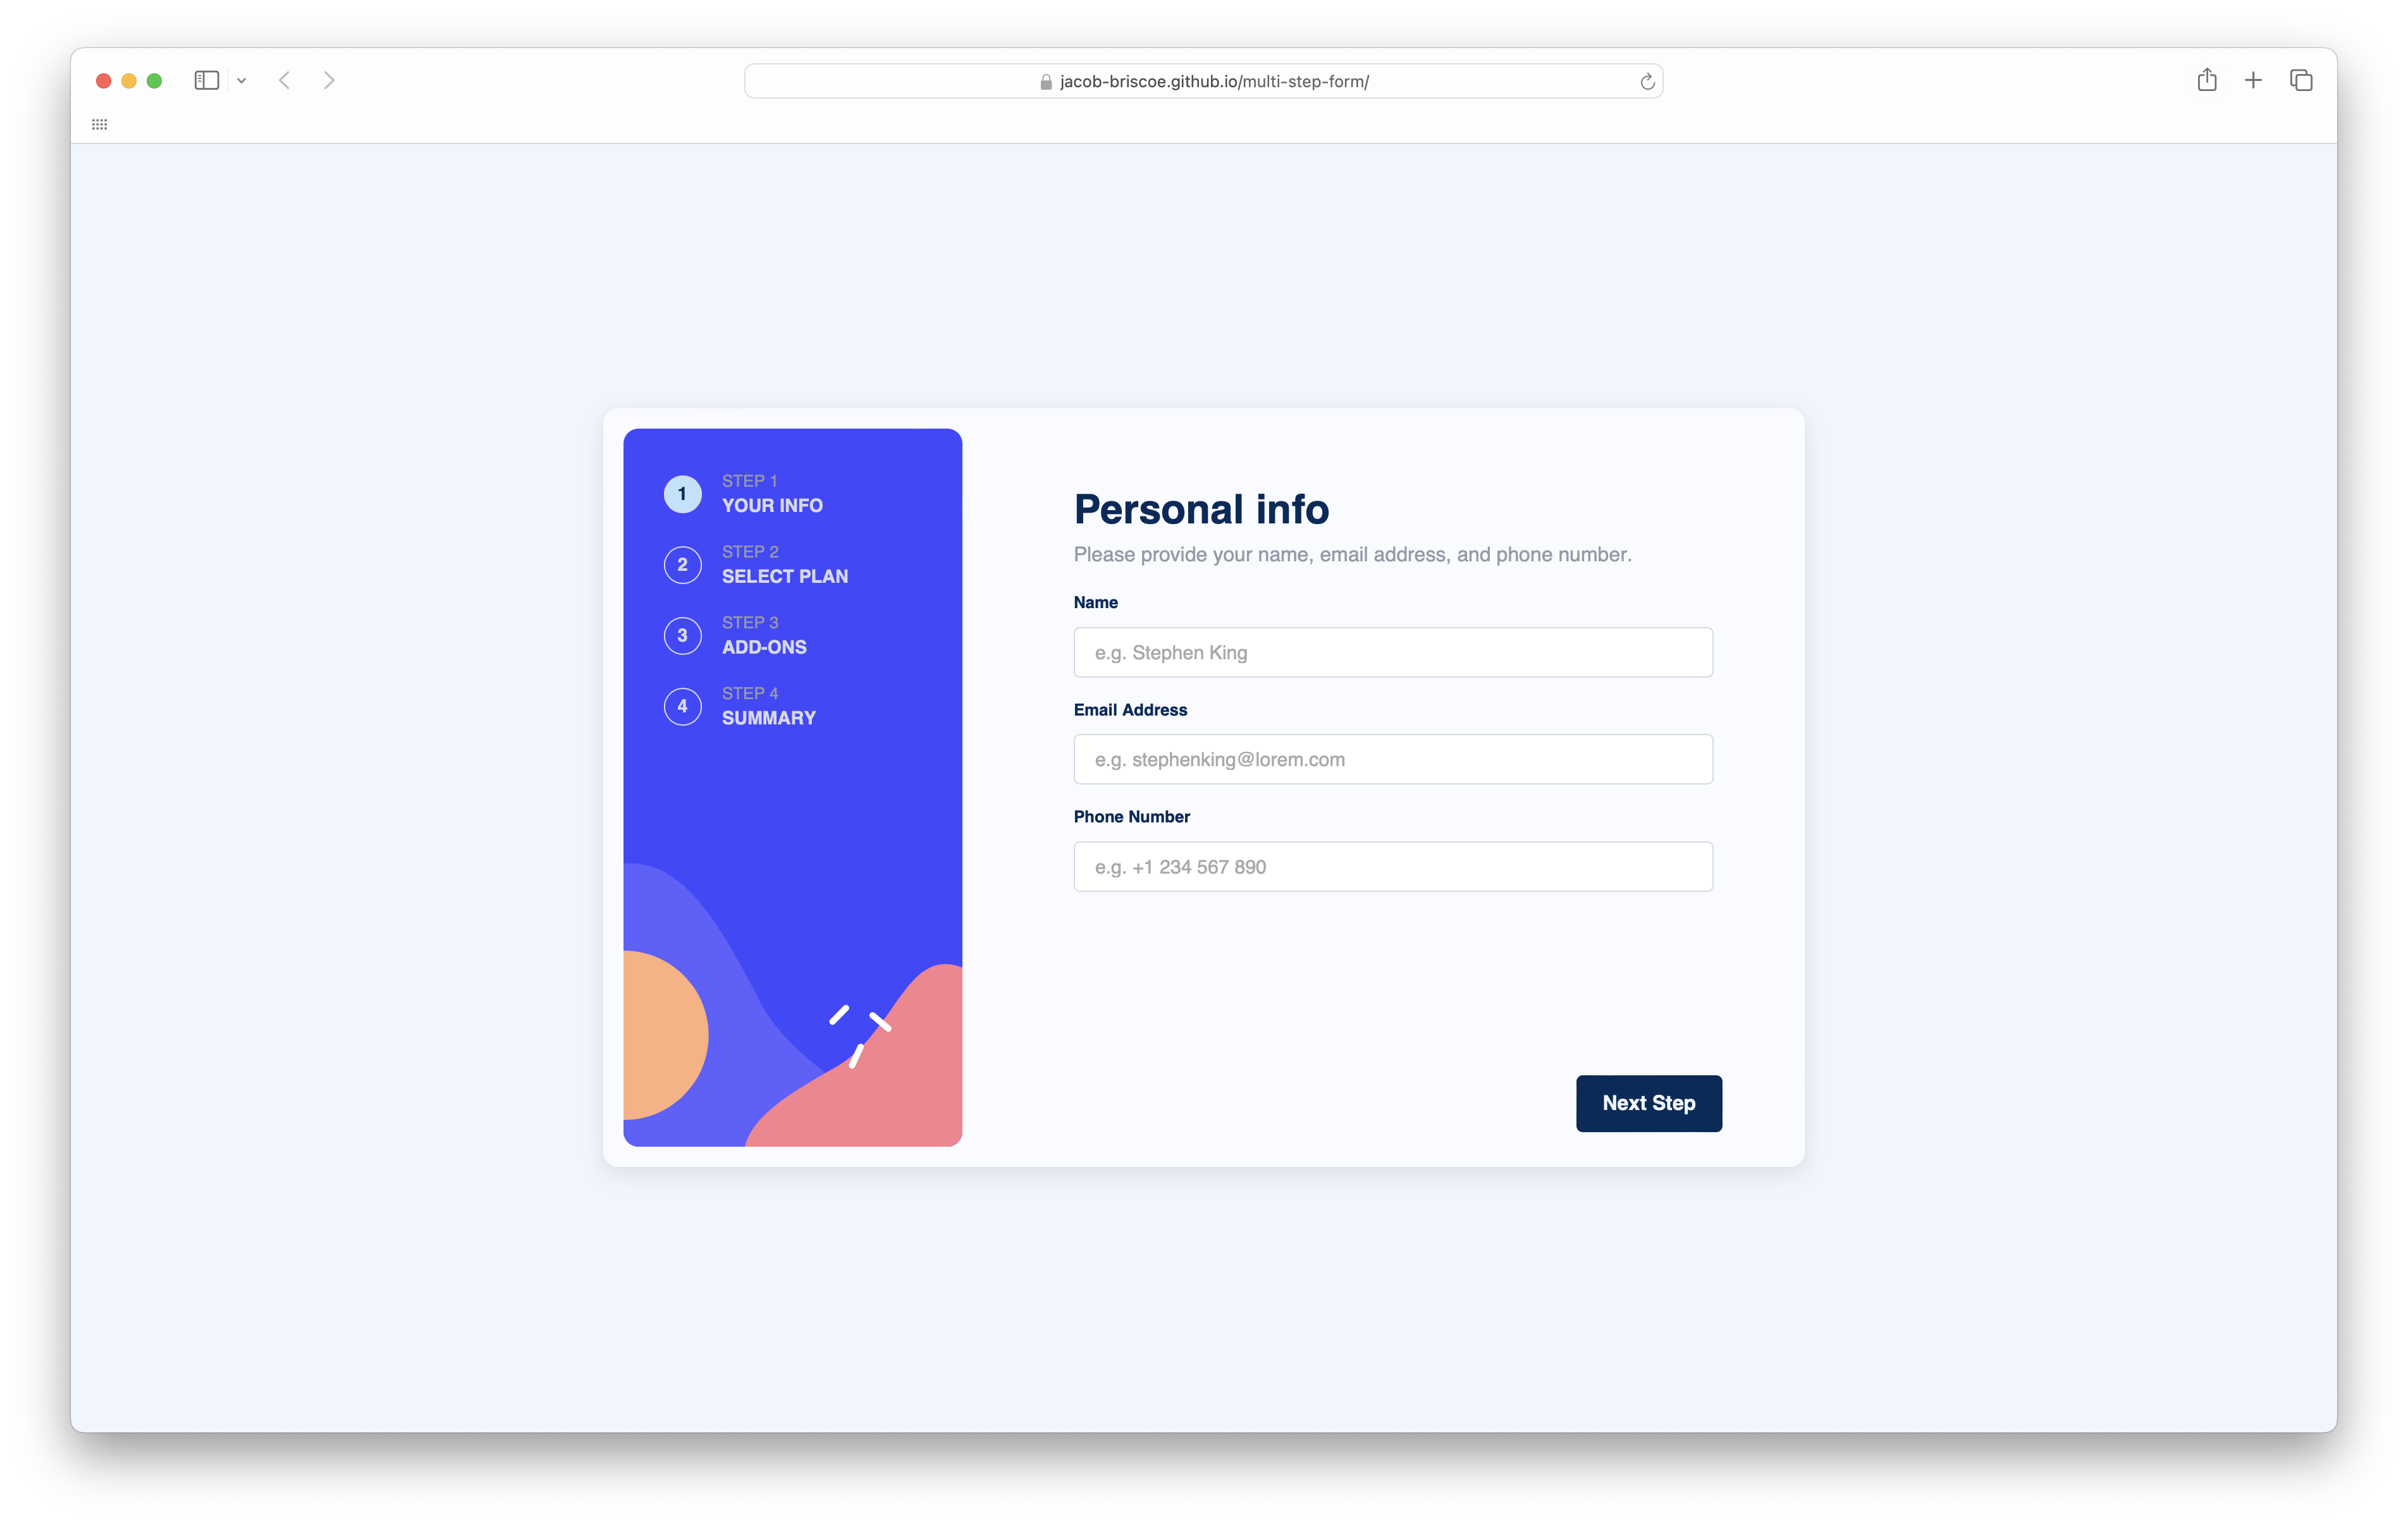 jacob-briscoe.github.io/multi-step-form/
1
STEP 1
YOUR INFO
2
STEP 2
SELECT PLAN
3
STEP 3
ADD-ONS
4
STEP 4
SUMMARY
Personal info
Please provide your name, email address, and phone number.
Name
e.g. Stephen King
Email Address
e.g. stephenking@lorem.com
Phone Number
e.g. +1 234 567 890
Next Step